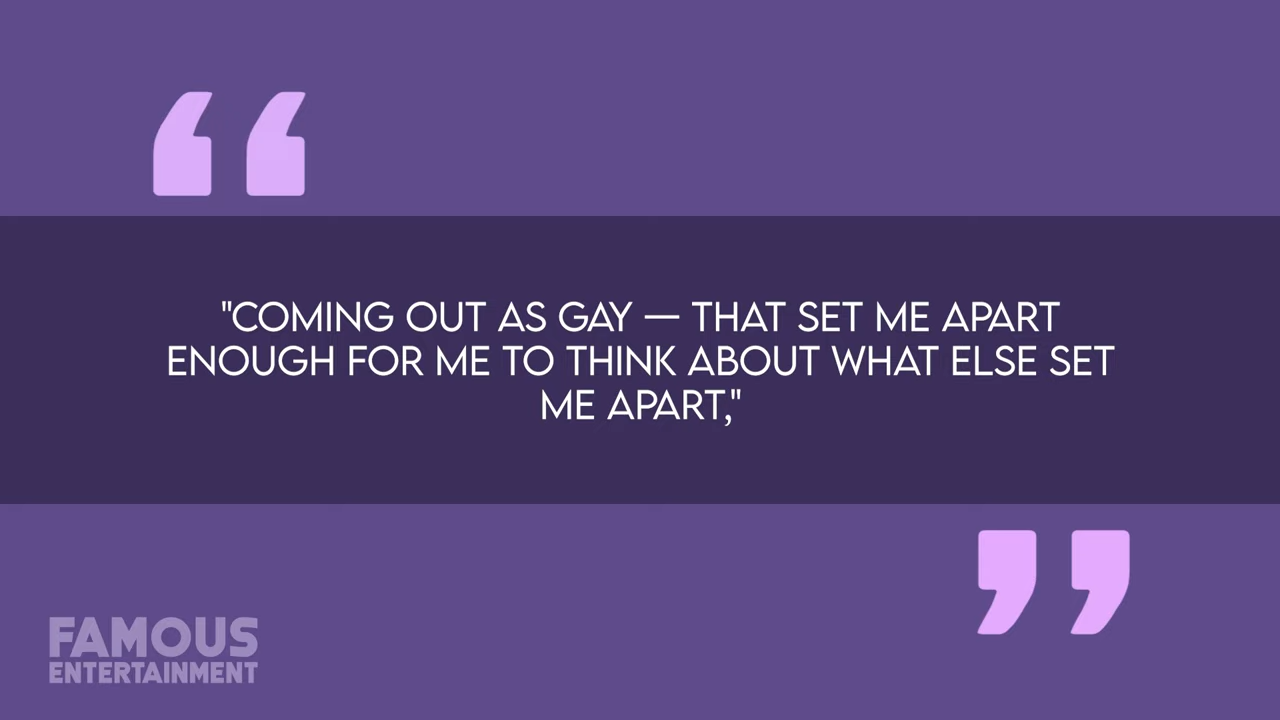 "COMING OUT AS GAY — THAT SET ME APART
ENOUGH FOR ME TO THINK ABOUT WHAT ELSE SET
ME APART,"
FAMOUS
ENTERTAINMENT